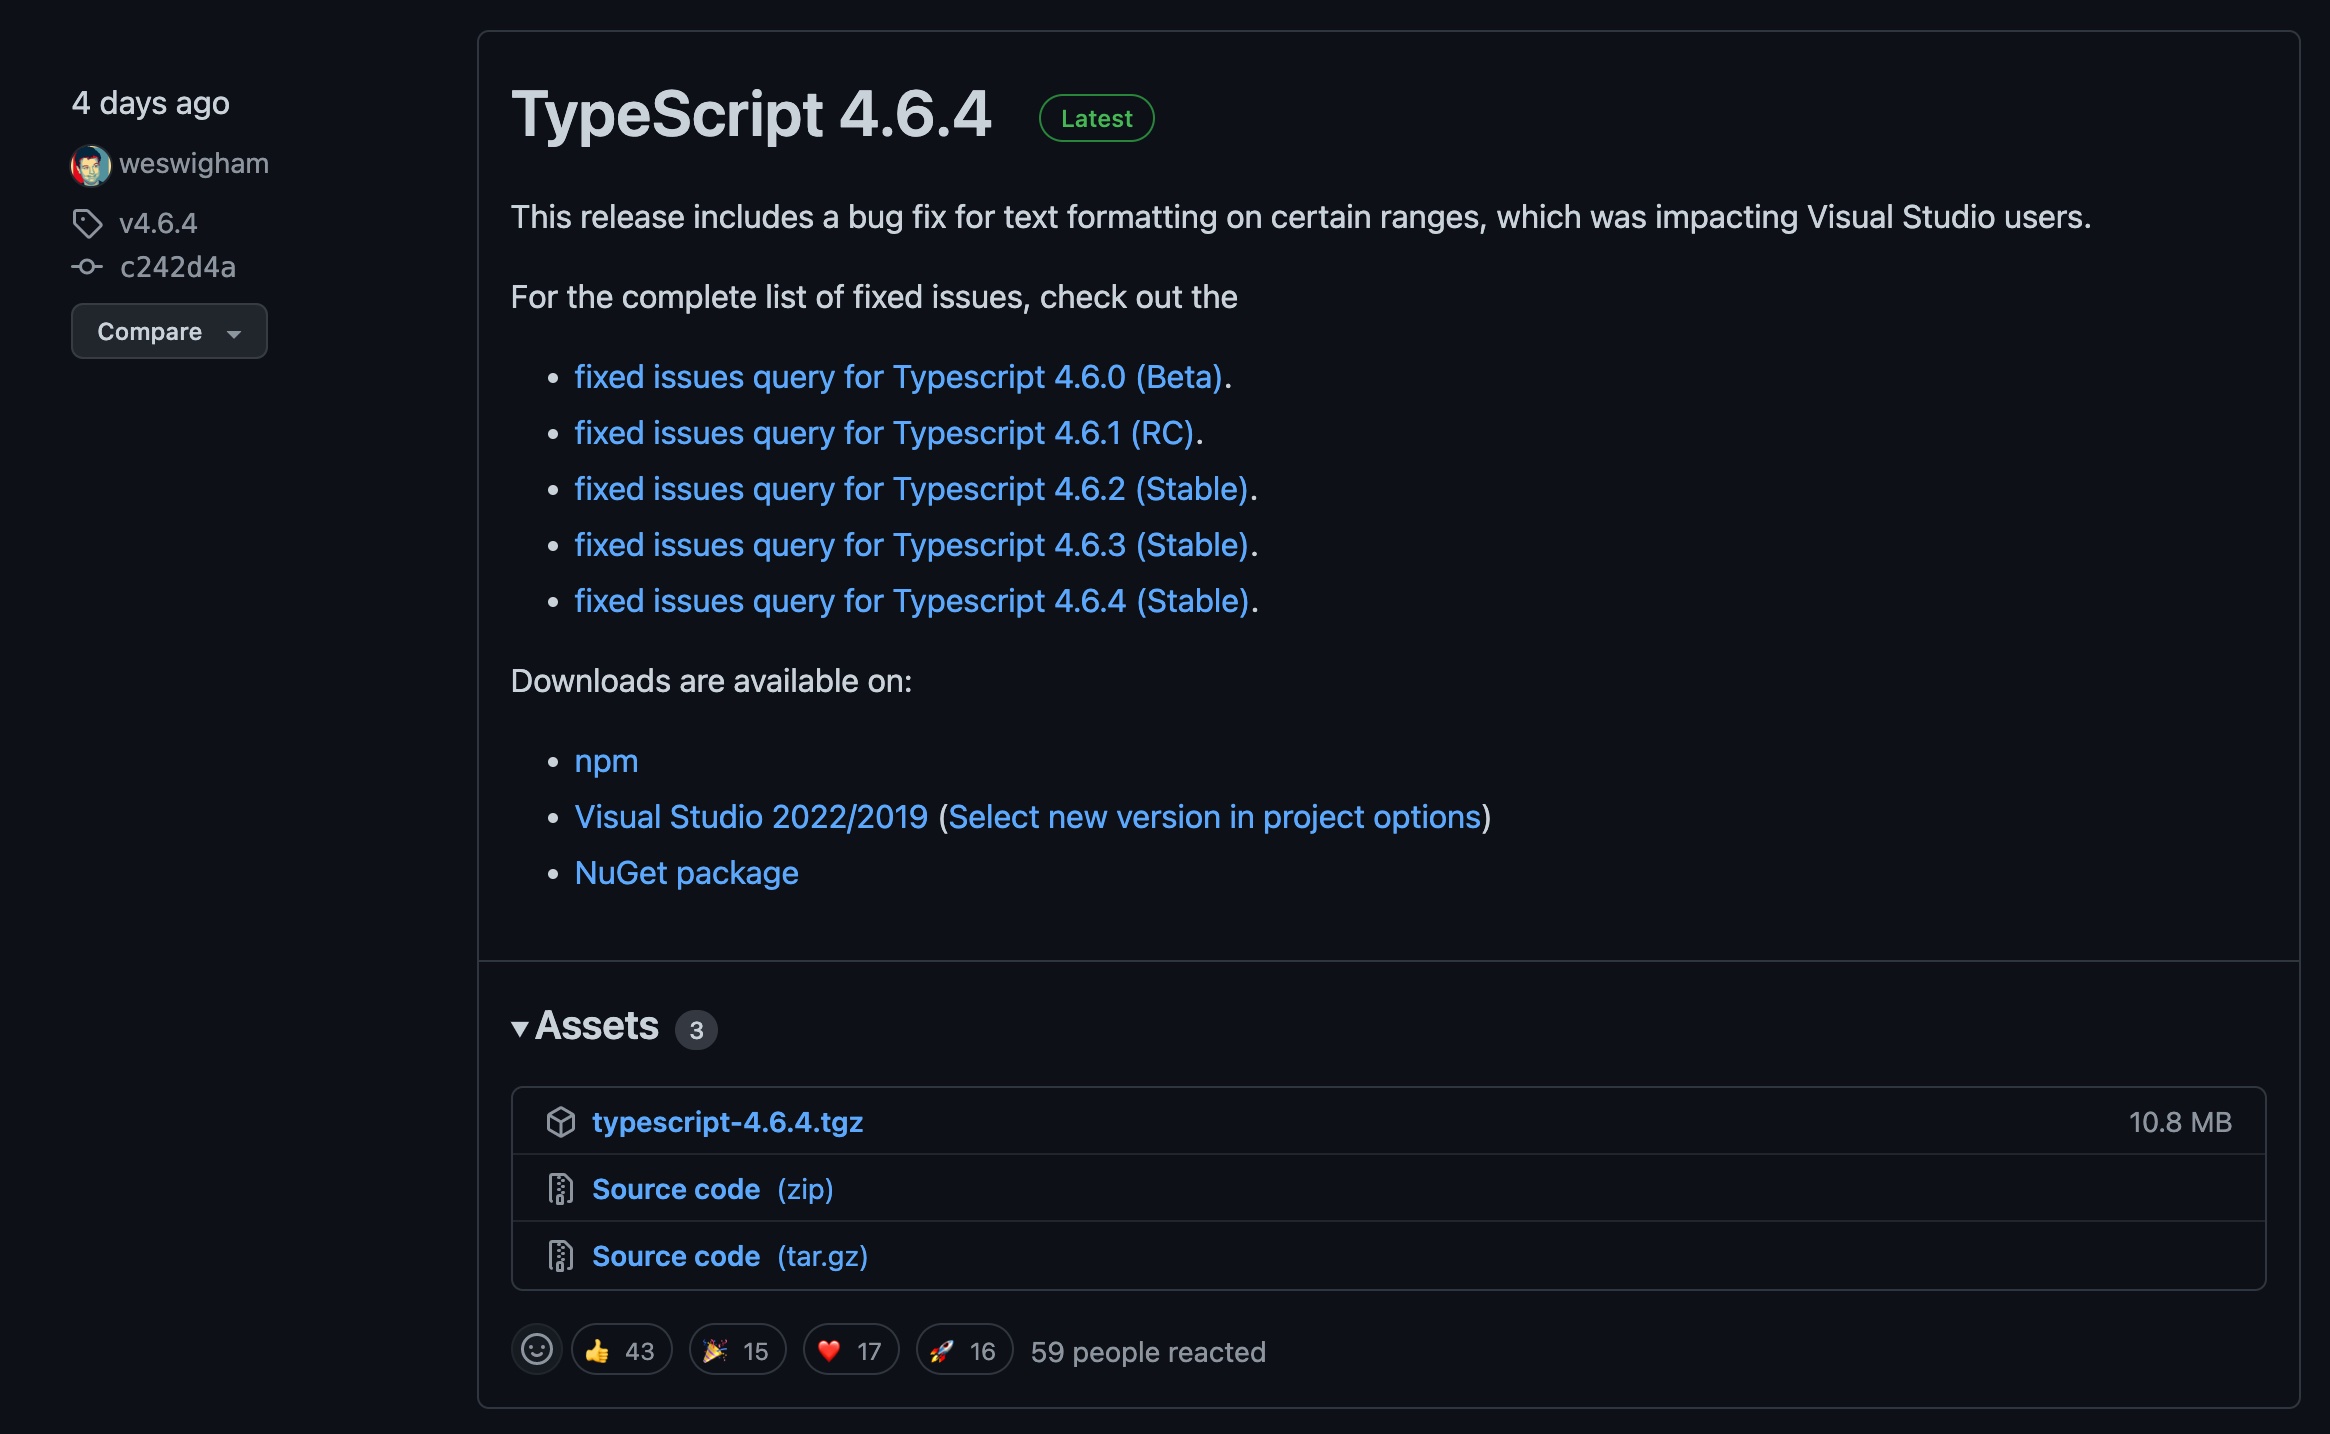 4 days ago
weswigham
v4.6.4
c242d4a
Compare
TypeScript 4.6.4 Latest
This release includes a bug fix for text formatting on certain ranges, which was impacting Visual Studio users.
For the complete list of fixed issues, check out the
• fixed issues query for Typescript 4.6.0 (Beta).
• fixed issues query for Typescript 4.6.1 (RC).
• fixed issues query for Typescript 4.6.2 (Stable).
• fixed issues query for Typescript 4.6.3 (Stable).
• fixed issues query for Typescript 4.6.4 (Stable).
Downloads are available on:
• npm
• Visual Studio 2022/2019 (Select new version in project options)
• NuGet package
Assets 3
typescript-4.6.4.tgz 10.8 MB
Source code (zip)
Source code (tar.gz)
👍 43 🎉 15 ❤️ 17 🚀 16 59 people reacted